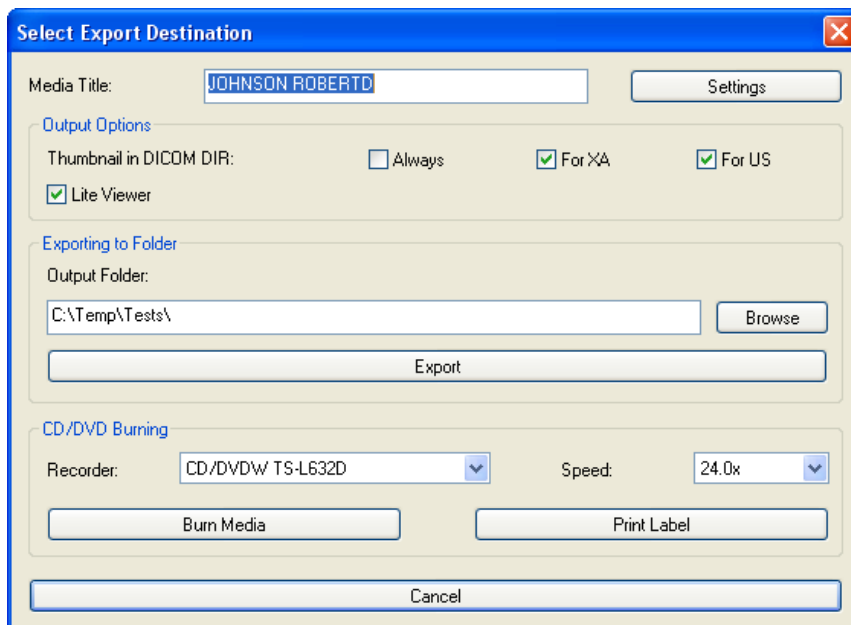 Select Export Destination
Media Title: JOHNSON ROBERTD Settings
Output Options
Thumbnail in DICOM DIR: Always For XA For US
Lite Viewer
Exporting to Folder
Output Folder:
C:\Temp\Tests\ Browse
Export
CD/DVD Burning
Recorder: CD/DVDW TS-L632D Speed: 24.0x
Burn Media Print Label
Cancel